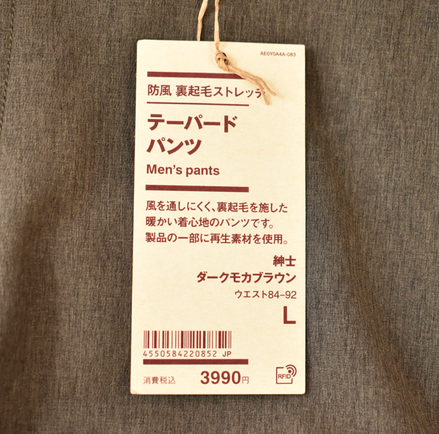 AE0Y0A4A-083
防風 裏起毛ストレッチ
テーパード
パンツ
Men's pants
風を通しにくく、裏起毛を施した
暖かい着心地のパンツです。
製品の一部に再生素材を使用。
紳士
ダークモカブラウン
ウエスト84–92
L
4550584220852 JP
消費税込 3990円
RFID